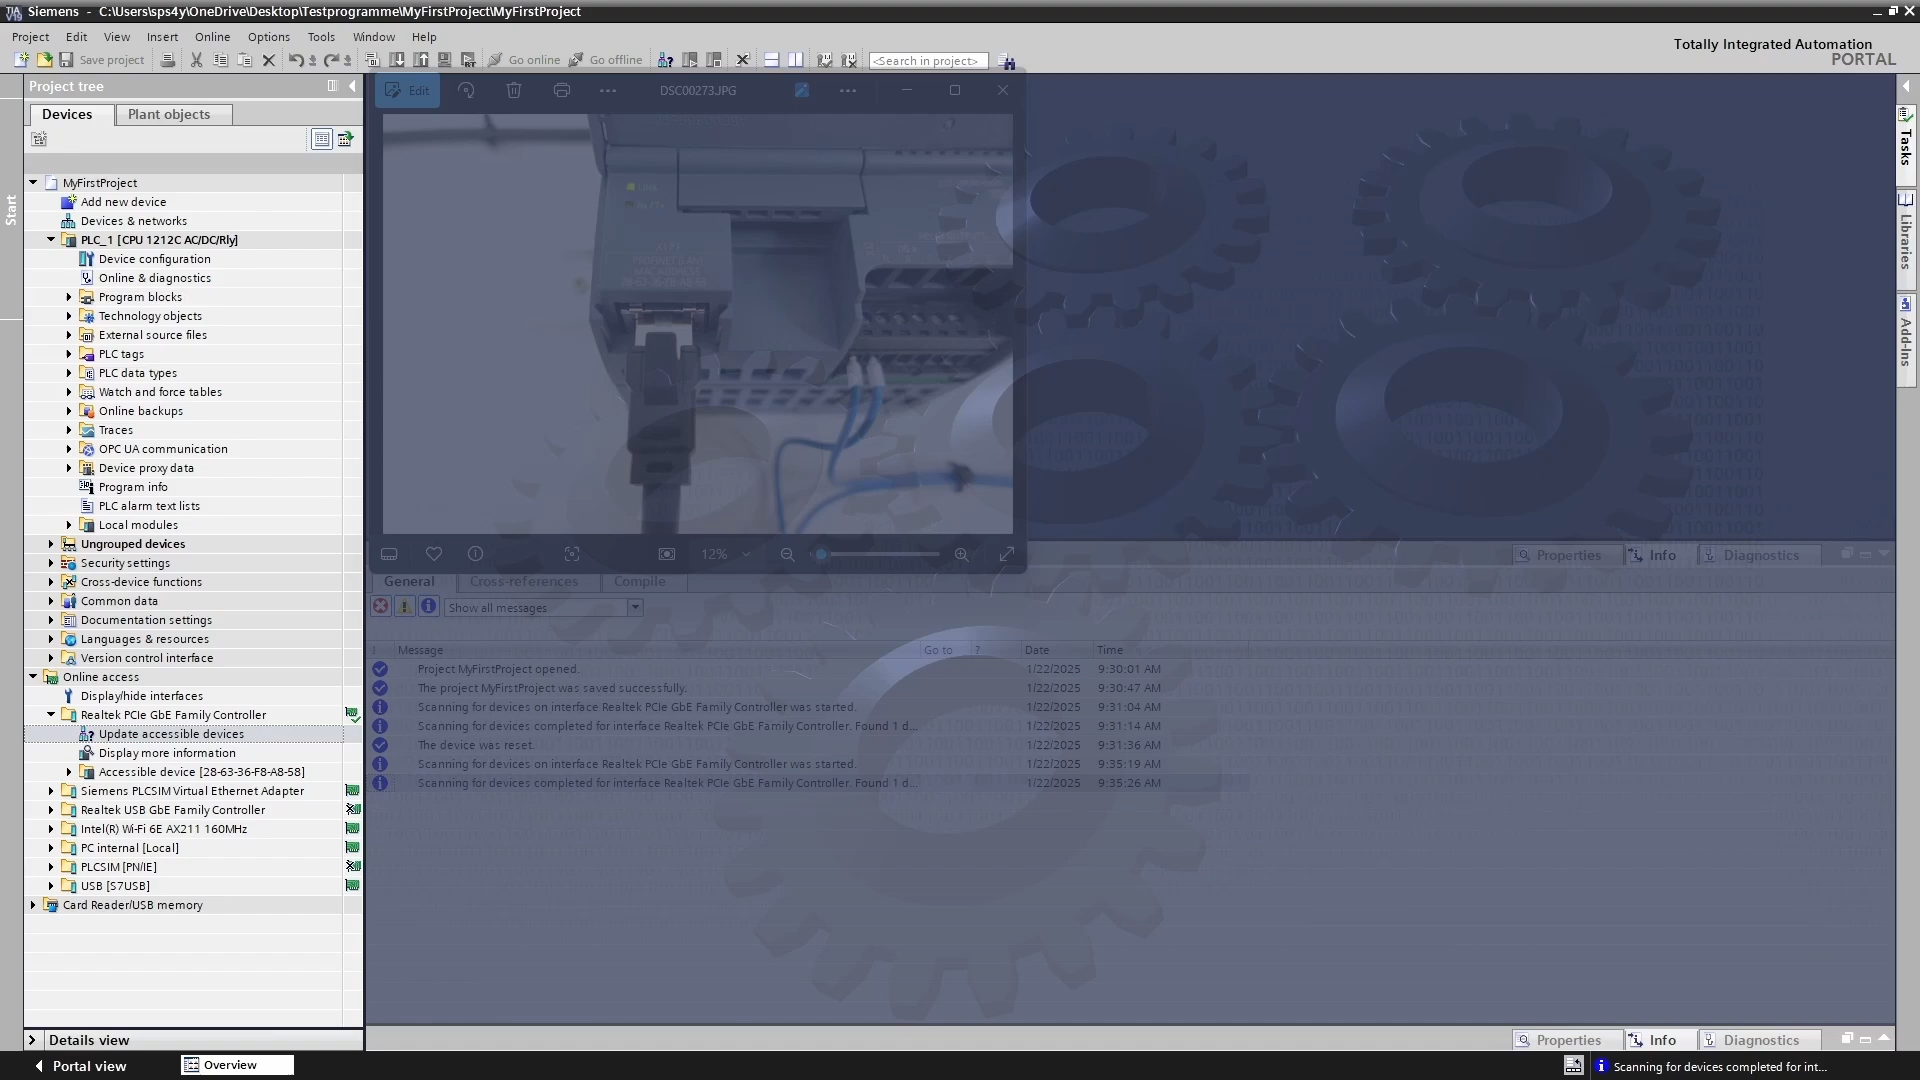 Siemens - C:\Users\sps4y\OneDrive\Desktop\Testprogramme\MyFirstProject\MyFirstProject
Project Edit View Insert Online Options Tools Window Help
Totally Integrated Automation
PORTAL
Save project
Go online
Go offline
<Search in project>
Project tree
Devices
Plant objects
Start
MyFirstProject
Add new device
Devices & networks
PLC_1 [CPU 1212C AC/DC/Rly]
Device configuration
Online & diagnostics
Program blocks
Technology objects
External source files
PLC tags
PLC data types
Watch and force tables
Online backups
Traces
OPC UA communication
Device proxy data
Program info
PLC alarm text lists
Local modules
Ungrouped devices
Security settings
Cross-device functions
Common data
Documentation settings
Languages & resources
Version control interface
Online access
Display/hide interfaces
Realtek PCIe GbE Family Controller
Update accessible devices
Display more information
Accessible device [28-63-36-F8-A8-58]
Siemens PLCSIM Virtual Ethernet Adapter
Realtek USB GbE Family Controller
Intel(R) Wi-Fi 6E AX211 160MHz
PC internal [Local]
PLCSIM [PN/IE]
USB [S7USB]
Card Reader/USB memory
Details view
Portal view
Overview
Edit
DSC00273.JPG
Link
X1 P1
PROFINET (LAN)
MAC ADDRESS
28-63-36-F8-A8-58
12%
Properties
Info
Diagnostics
General
Cross-references
Compile
Show all messages
! Message Go to ? Date Time
Project MyFirstProject opened. 1/22/2025 9:30:01 AM
The project MyFirstProject was saved successfully. 1/22/2025 9:30:47 AM
Scanning for devices on interface Realtek PCIe GbE Family Controller was started. 1/22/2025 9:31:04 AM
Scanning for devices completed for interface Realtek PCIe GbE Family Controller. Found 1 d... 1/22/2025 9:31:14 AM
The device was reset. 1/22/2025 9:31:36 AM
Scanning for devices on interface Realtek PCIe GbE Family Controller was started. 1/22/2025 9:35:19 AM
Scanning for devices completed for interface Realtek PCIe GbE Family Controller. Found 1 d... 1/22/2025 9:35:26 AM
Tasks
Libraries
Add-Ins
Properties
Info
Diagnostics
Scanning for devices completed for int...